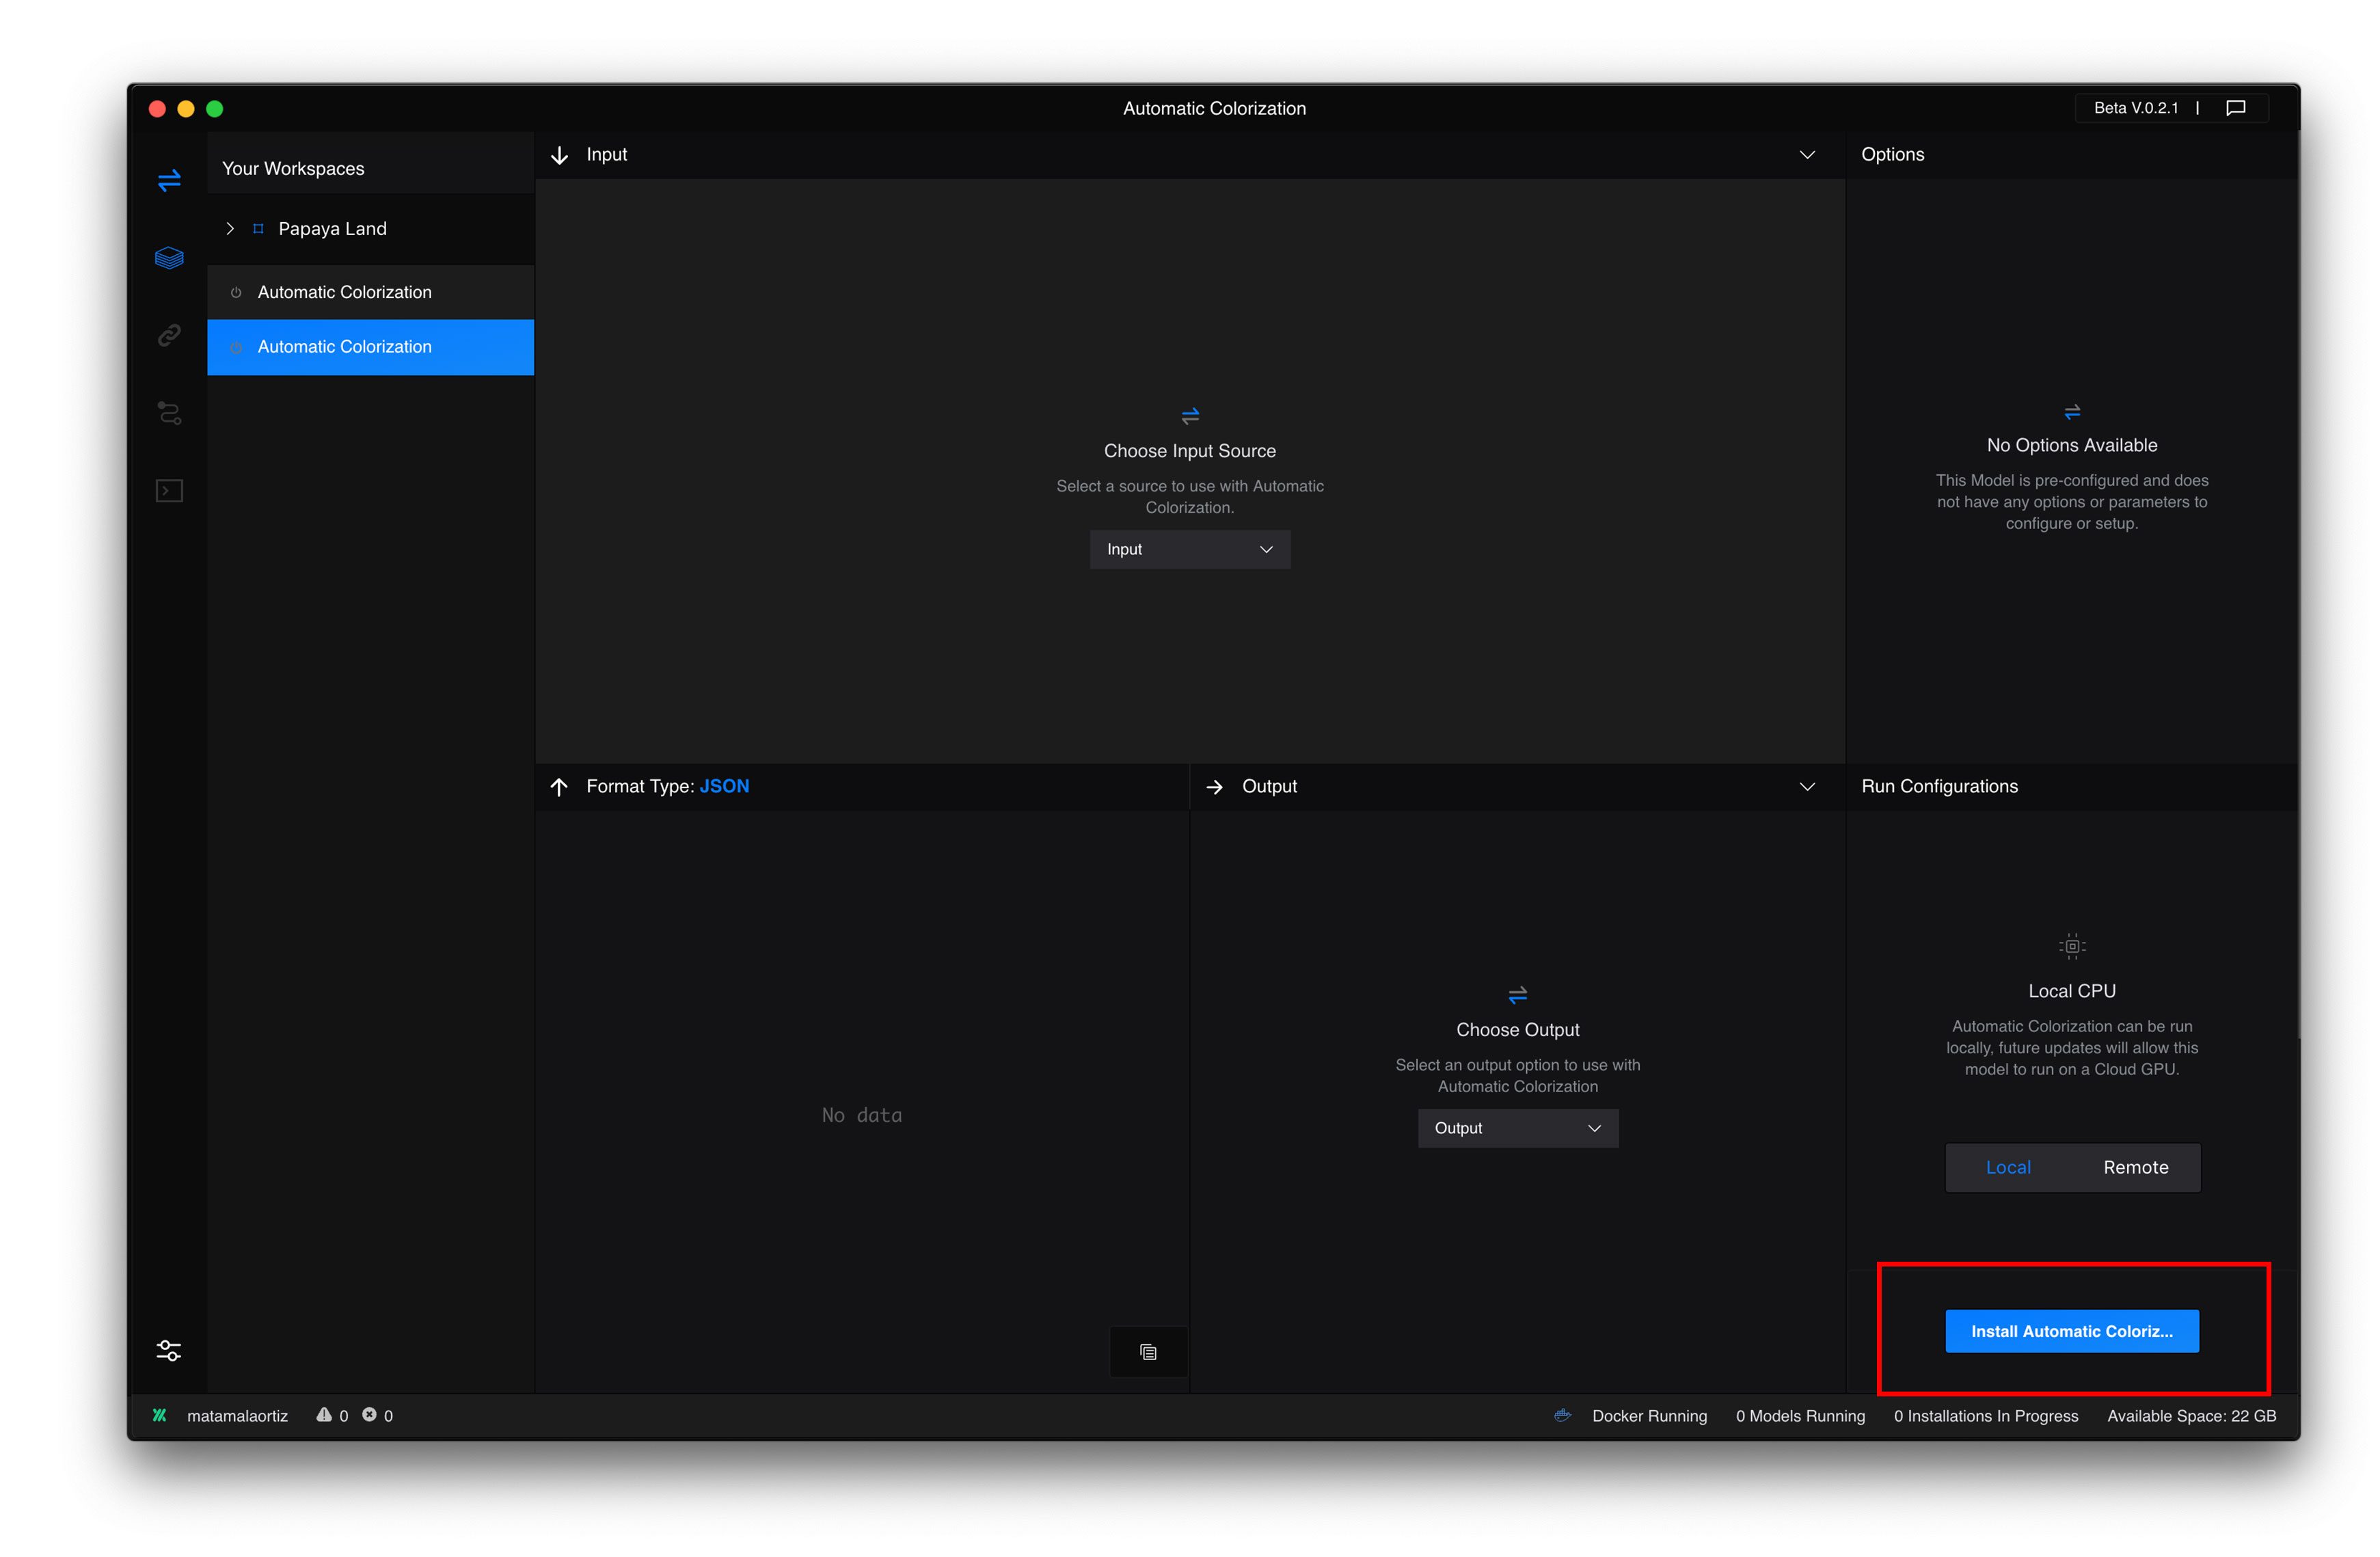 Automatic Colorization
Beta V.0.2.1 |
Your Workspaces
Papaya Land
Automatic Colorization
Automatic Colorization
Input
Choose Input Source
Select a source to use with Automatic
Colorization.
Input
Options
No Options Available
This Model is pre-configured and does
not have any options or parameters to
configure or setup.
Format Type: JSON
No data
Output
Choose Output
Select an output option to use with
Automatic Colorization
Output
Run Configurations
Local CPU
Automatic Colorization can be run
locally, future updates will allow this
model to run on a Cloud GPU.
Local Remote
Install Automatic Coloriz...
matamalaortiz 0 0
Docker Running 0 Models Running 0 Installations In Progress Available Space: 22 GB